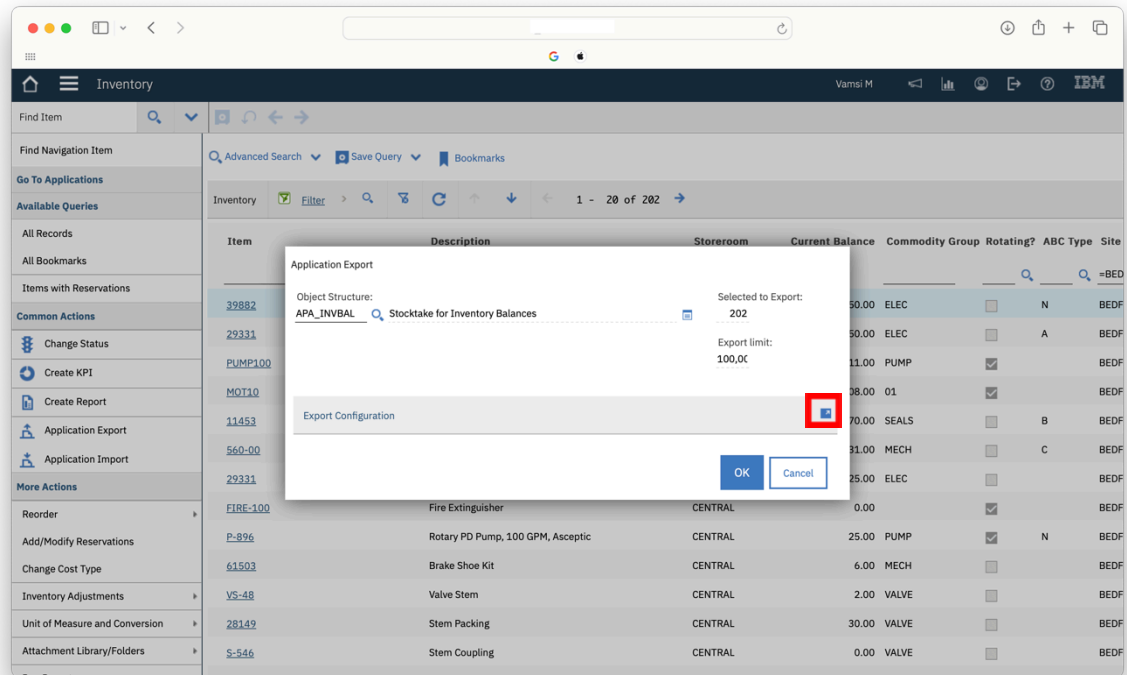 Inventory
Vamsi M
IBM
Find Item
Find Navigation Item
Advanced Search
Save Query
Bookmarks
Go To Applications
Available Queries
Inventory
Filter
1 - 20 of 202
All Records
All Bookmarks
Items with Reservations
Common Actions
Change Status
Create KPI
Create Report
Application Export
Application Import
More Actions
Reorder
Add/Modify Reservations
Change Cost Type
Inventory Adjustments
Unit of Measure and Conversion
Attachment Library/Folders
Item Description Storeroom Current Balance Commodity Group Rotating? ABC Type Site
=BED
Application Export
Object Structure:
Selected to Export:
APA_INVBAL Stocktake for Inventory Balances
202
Export limit:
100,00
Export Configuration
OK
Cancel
39882 50.00 ELEC N BEDF
29331 50.00 ELEC A BEDF
PUMP100 11.00 PUMP BEDF
MOT10 08.00 01 BEDF
11453 70.00 SEALS B BEDF
560-00 31.00 MECH C BEDF
29331 25.00 ELEC BEDF
FIRE-100 Fire Extinguisher CENTRAL 0.00 BEDF
P-896 Rotary PD Pump, 100 GPM, Asceptic CENTRAL 25.00 PUMP N BEDF
61503 Brake Shoe Kit CENTRAL 6.00 MECH BEDF
VS-48 Valve Stem CENTRAL 2.00 VALVE BEDF
28149 Stem Packing CENTRAL 30.00 VALVE BEDF
S-546 Stem Coupling CENTRAL 0.00 VALVE BEDF